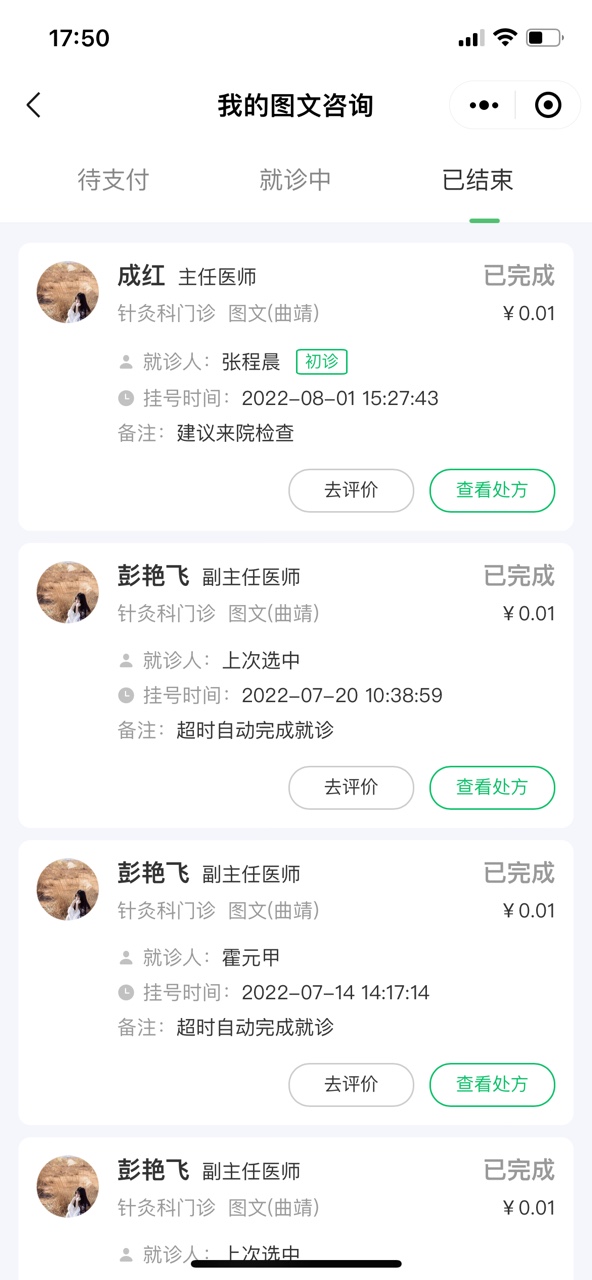 17:50
我的图文咨询
待支付 就诊中 已结束
成红 主任医师 已完成
针灸科门诊 图文(曲靖) ¥0.01
就诊人： 张程晨 初诊
挂号时间： 2022-08-01 15:27:43
备注： 建议来院检查
去评价 查看处方
彭艳飞 副主任医师 已完成
针灸科门诊 图文(曲靖) ¥0.01
就诊人： 上次选中
挂号时间： 2022-07-20 10:38:59
备注： 超时自动完成就诊
去评价 查看处方
彭艳飞 副主任医师 已完成
针灸科门诊 图文(曲靖) ¥0.01
就诊人： 霍元甲
挂号时间： 2022-07-14 14:17:14
备注： 超时自动完成就诊
去评价 查看处方
彭艳飞 副主任医师 已完成
针灸科门诊 图文(曲靖) ¥0.01
就诊人： 上次选中